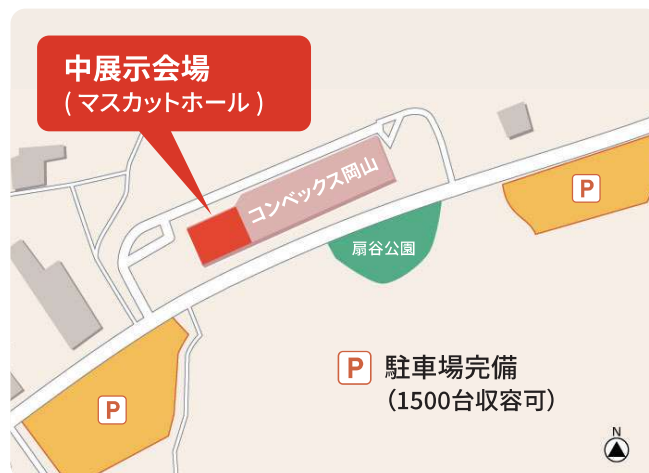 中展示会場
( マスカットホール )
コンベックス岡山
扇谷公園
P
P
P 駐車場完備
（1500台収容可）
N